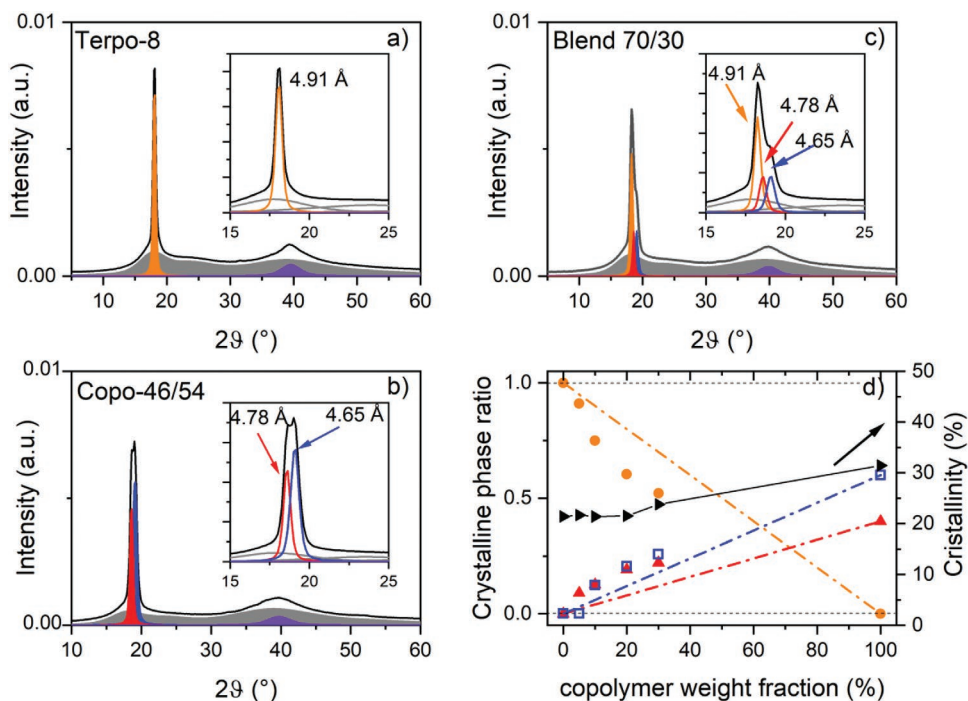 0.01
Terpo-8
a)
4.91 Å
Intensity (a.u.)
15 20 25
0.00
10 20 30 40 50 60
2ϑ (°)
0.01
Blend 70/30
c)
4.91 Å
4.78 Å
4.65 Å
Intensity (a.u.)
15 20 25
0.00
10 20 30 40 50 60
2ϑ (°)
0.01
Copo-46/54
b)
4.78 Å
4.65 Å
Intensity (a.u.)
15 20 25
0.00
10 20 30 40 50 60
2ϑ (°)
d)
1.0
0.5
0.0
Crystalline phase ratio
50
40
30
20
10
0
Cristallinity (%)
0 20 40 60 80 100
copolymer weight fraction (%)